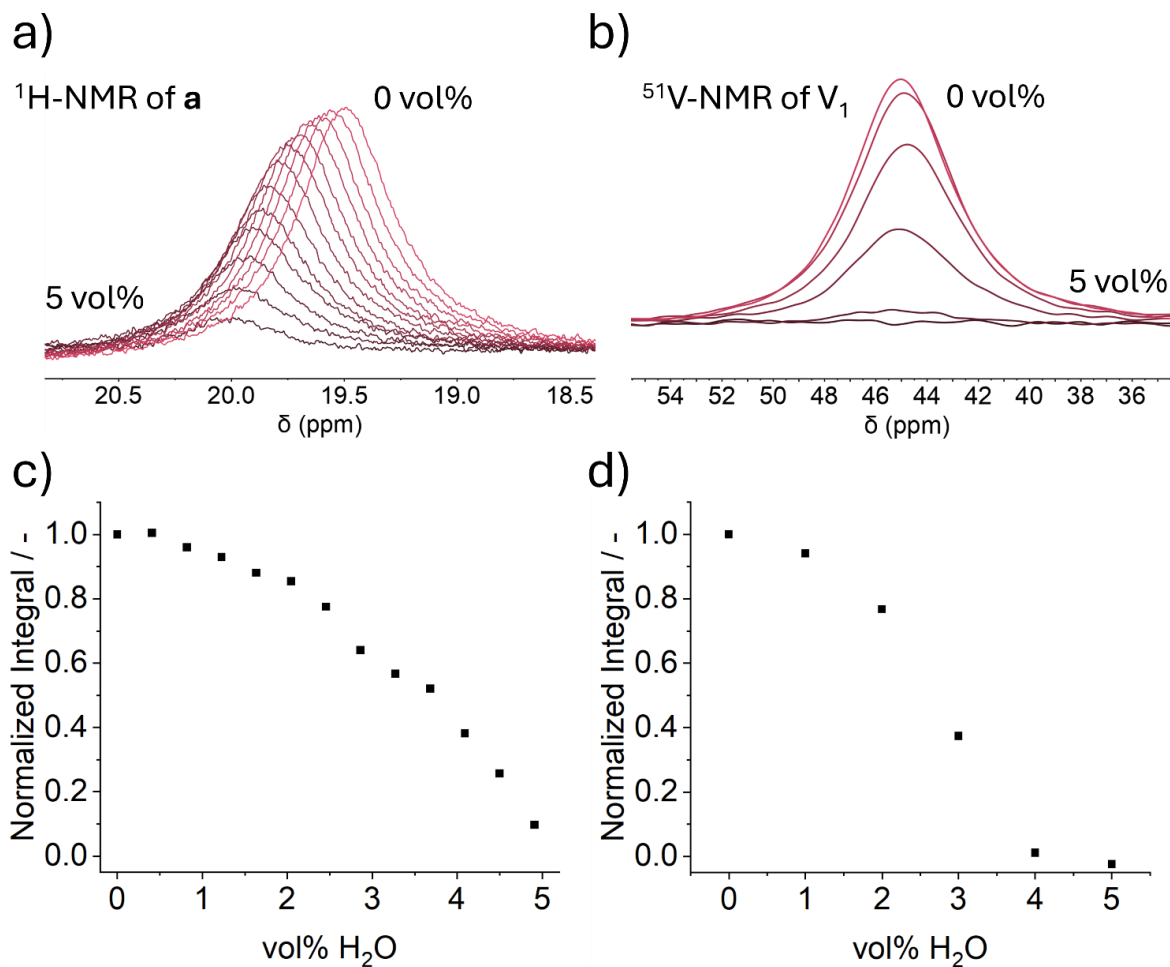 a)
¹H-NMR of a
0 vol%
5 vol%
20.5 20.0 19.5 19.0 18.5
δ (ppm)
b)
⁵¹V-NMR of V₁
0 vol%
5 vol%
54 52 50 48 46 44 42 40 38 36
δ (ppm)
c)
Normalized Integral / -
1.0
0.8
0.6
0.4
0.2
0.0
0 1 2 3 4 5
vol% H₂O
d)
Normalized Integral / -
1.0
0.8
0.6
0.4
0.2
0.0
0 1 2 3 4 5
vol% H₂O